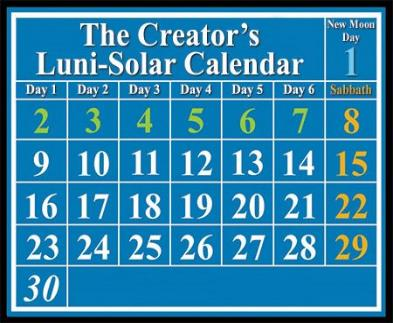 The Creator's
Luni-Solar Calendar
New Moon
Day
1
Day 1 Day 2 Day 3 Day 4 Day 5 Day 6 Sabbath
2 3 4 5 6 7 8
9 10 11 12 13 14 15
16 17 18 19 20 21 22
23 24 25 26 27 28 29
30